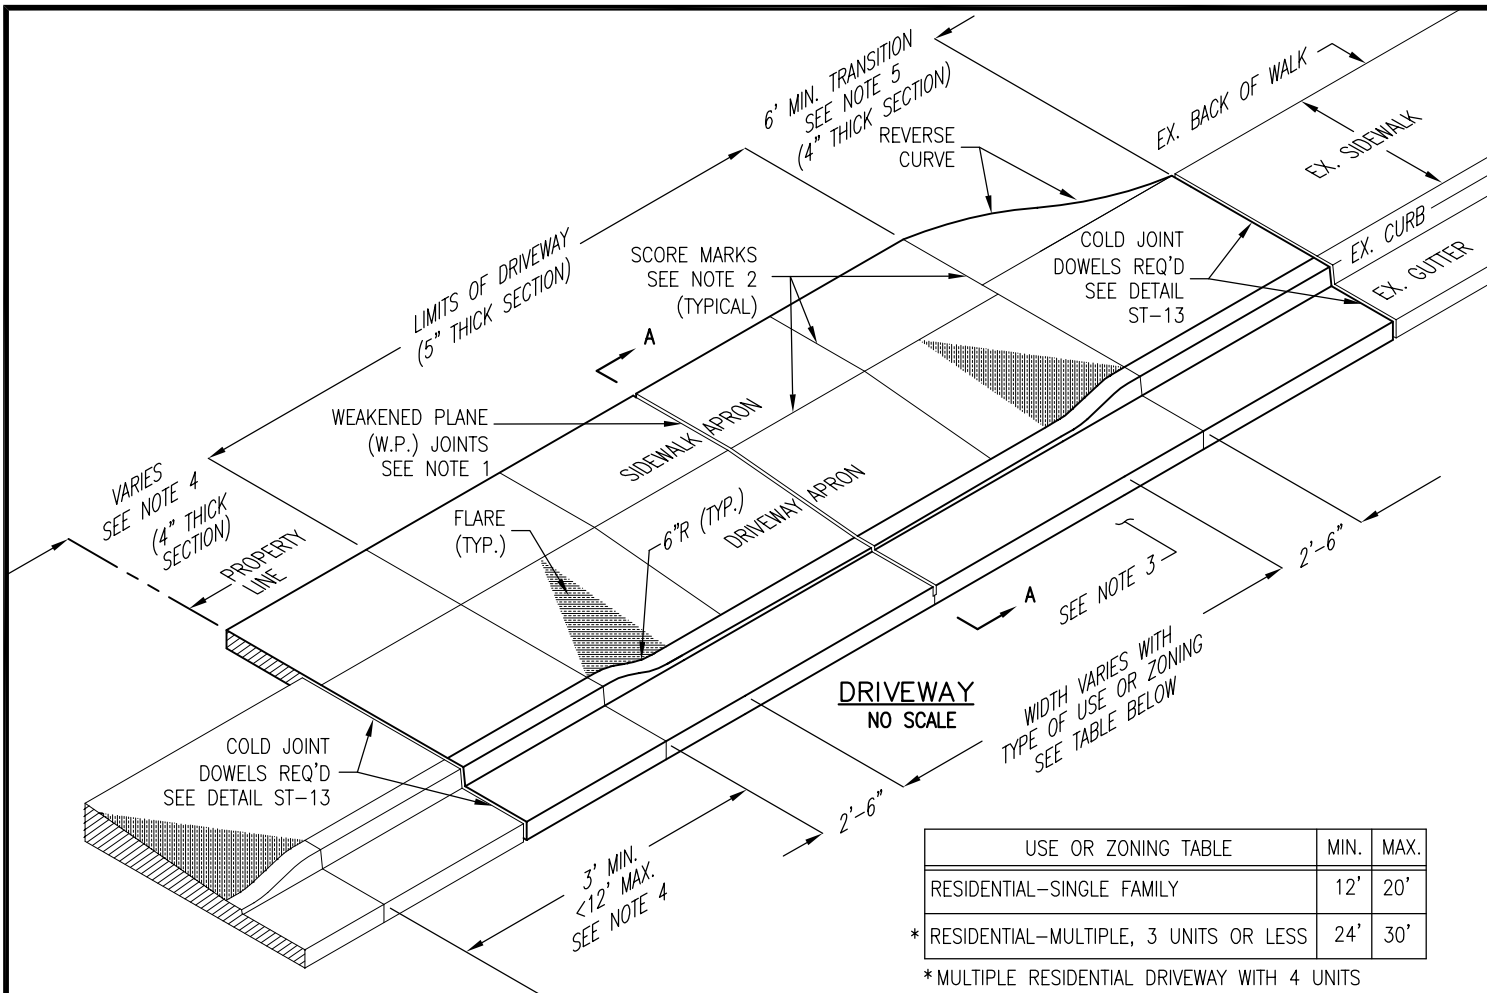 6' MIN. TRANSITION
SEE NOTE 5
(4" THICK SECTION)
REVERSE
CURVE
EX. BACK OF WALK
EX. SIDEWALK
EX. CURB
EX. GUTTER
COLD JOINT
DOWELS REQ'D
SEE DETAIL
ST-13
LIMITS OF DRIVEWAY
(5" THICK SECTION)
SCORE MARKS
SEE NOTE 2
(TYPICAL)
A
WEAKENED PLANE
(W.P.) JOINTS
SEE NOTE 1
SIDEWALK APRON
DRIVEWAY APRON
VARIES
SEE NOTE 4
(4" THICK
SECTION)
PROPERTY
LINE
FLARE
(TYP.)
6"R (TYP.)
2'-6"
SEE NOTE 3
A
WIDTH VARIES WITH
TYPE OF USE OR ZONING
SEE TABLE BELOW
DRIVEWAY
NO SCALE
COLD JOINT
DOWELS REQ'D
SEE DETAIL ST-13
2'-6"
3' MIN.
<12' MAX.
SEE NOTE 4
USE OR ZONING TABLE MIN. MAX.
RESIDENTIAL-SINGLE FAMILY 12' 20'
* RESIDENTIAL-MULTIPLE, 3 UNITS OR LESS 24' 30'
* MULTIPLE RESIDENTIAL DRIVEWAY WITH 4 UNITS